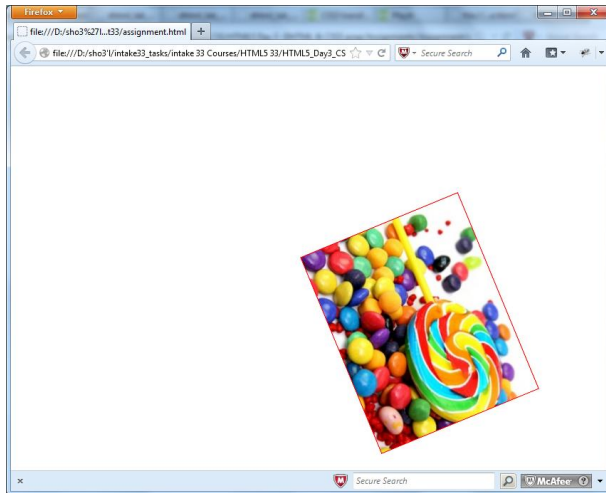 Firefox
file:///D:/sho3%27l...t33/assignment.html +
file:///D:/sho3'l/intake33_tasks/intake 33 Courses/HTML5 33/HTML5_Day3_CS
Secure Search
× Secure Search McAfee